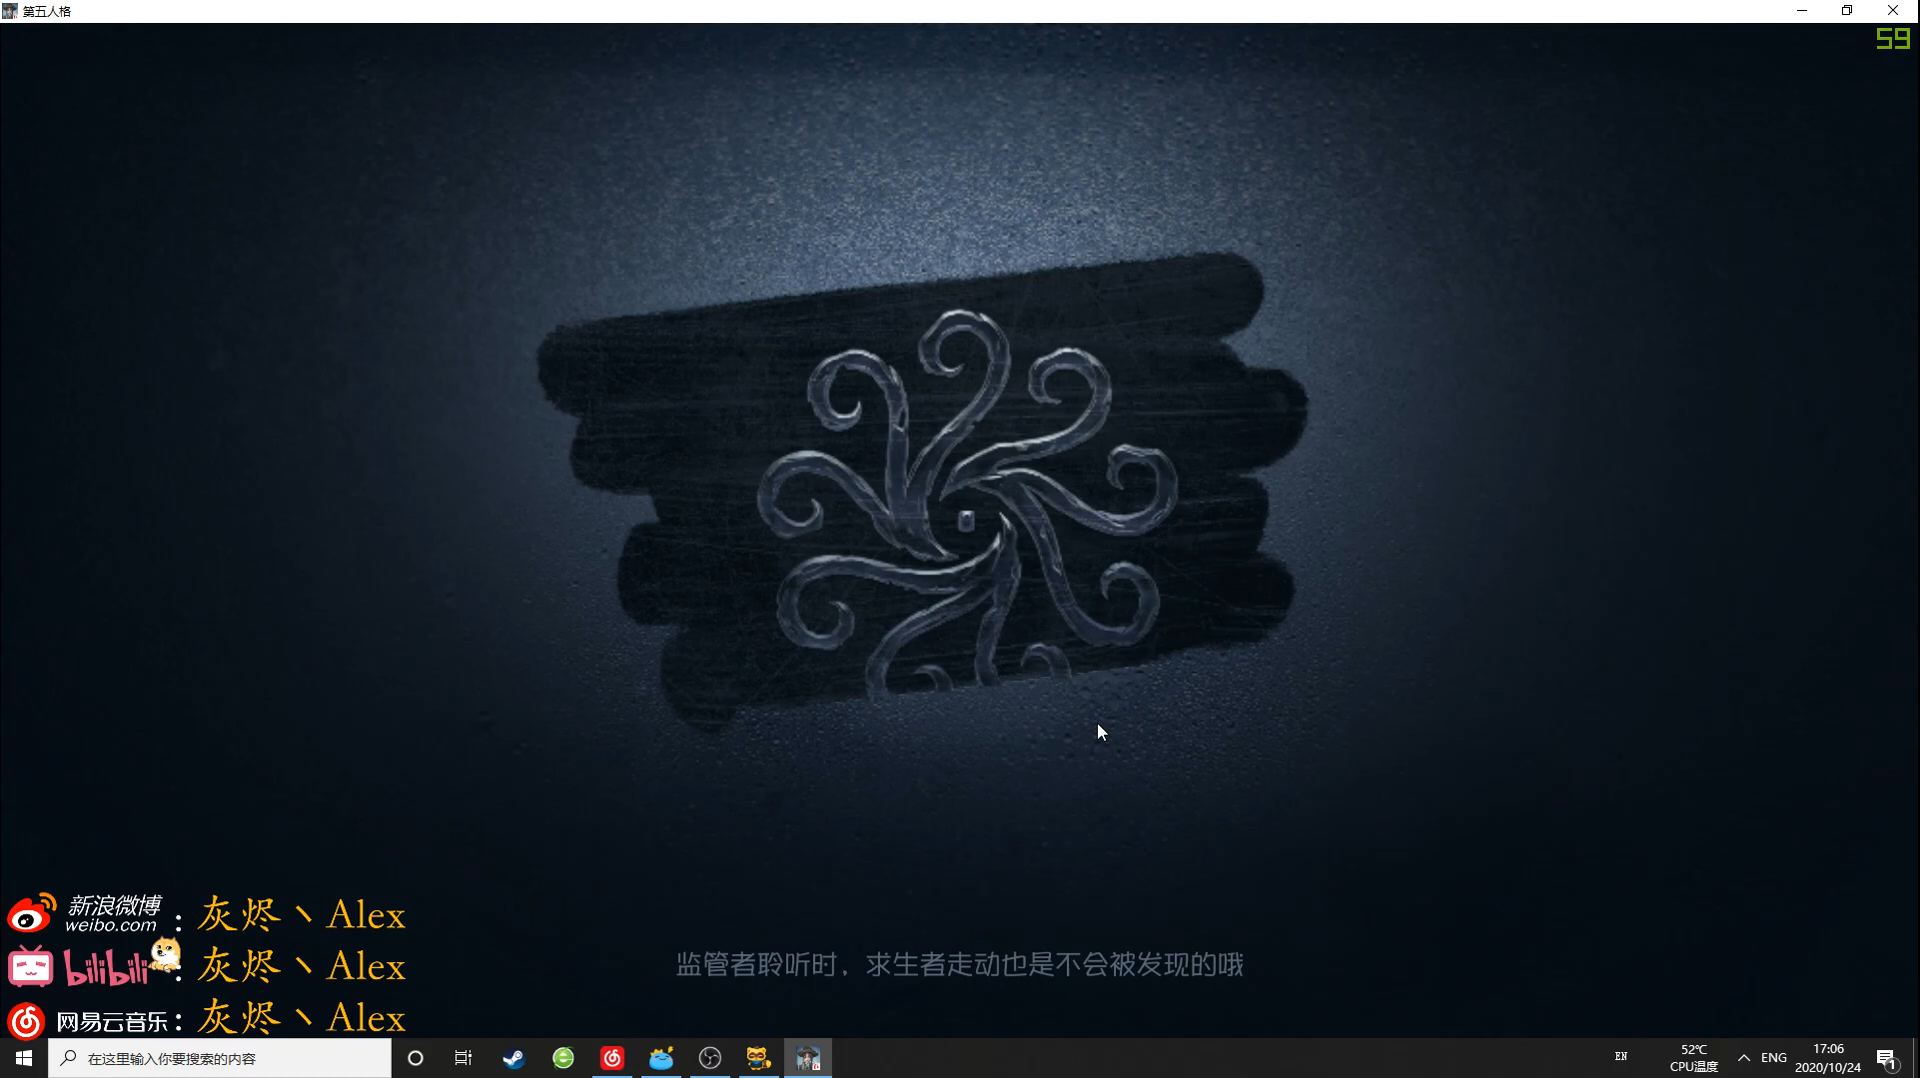 第五人格
59
新浪微博
weibo.com : 灰烬丶Alex
bilibili : 灰烬丶Alex
网易云音乐 : 灰烬丶Alex
监管者聆听时，求生者走动也是不会被发现的哦
在这里输入你要搜索的内容
EN
52℃
CPU温度
ENG
17:06
2020/10/24
1